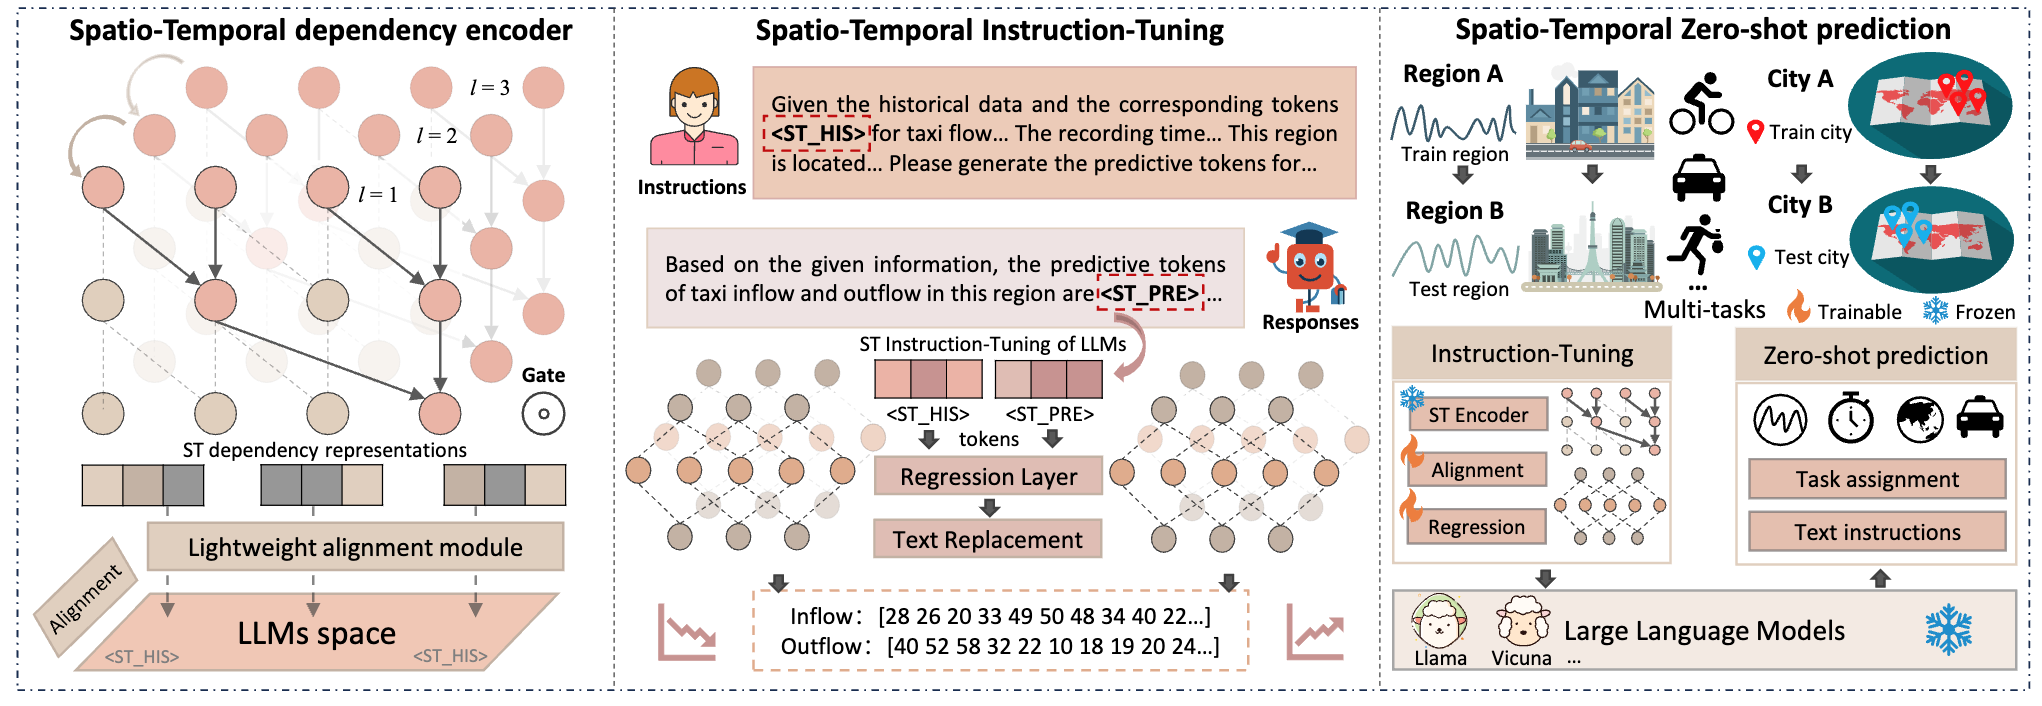 Spatio-Temporal dependency encoder
l = 3
l = 2
l = 1
Gate
ST dependency representations
Lightweight alignment module
Alignment
LLMs space
<ST_HIS>
<ST_HIS>
Spatio-Temporal Instruction-Tuning
Instructions
Given the historical data and the corresponding tokens
<ST_HIS> for taxi flow... The recording time... This region
is located... Please generate the predictive tokens for...
Based on the given information, the predictive tokens
of taxi inflow and outflow in this region are <ST_PRE> ...
Responses
ST Instruction-Tuning of LLMs
<ST_HIS>
<ST_PRE>
tokens
Regression Layer
Text Replacement
Inflow: [28 26 20 33 49 50 48 34 40 22...]
Outflow: [40 52 58 32 22 10 18 19 20 24...]
Spatio-Temporal Zero-shot prediction
Region A
Train region
Region B
Test region
City A
Train city
City B
Test city
...
Multi-tasks
Trainable
Frozen
Instruction-Tuning
ST Encoder
Alignment
Regression
Zero-shot prediction
Task assignment
Text instructions
Llama
Vicuna
...
Large Language Models